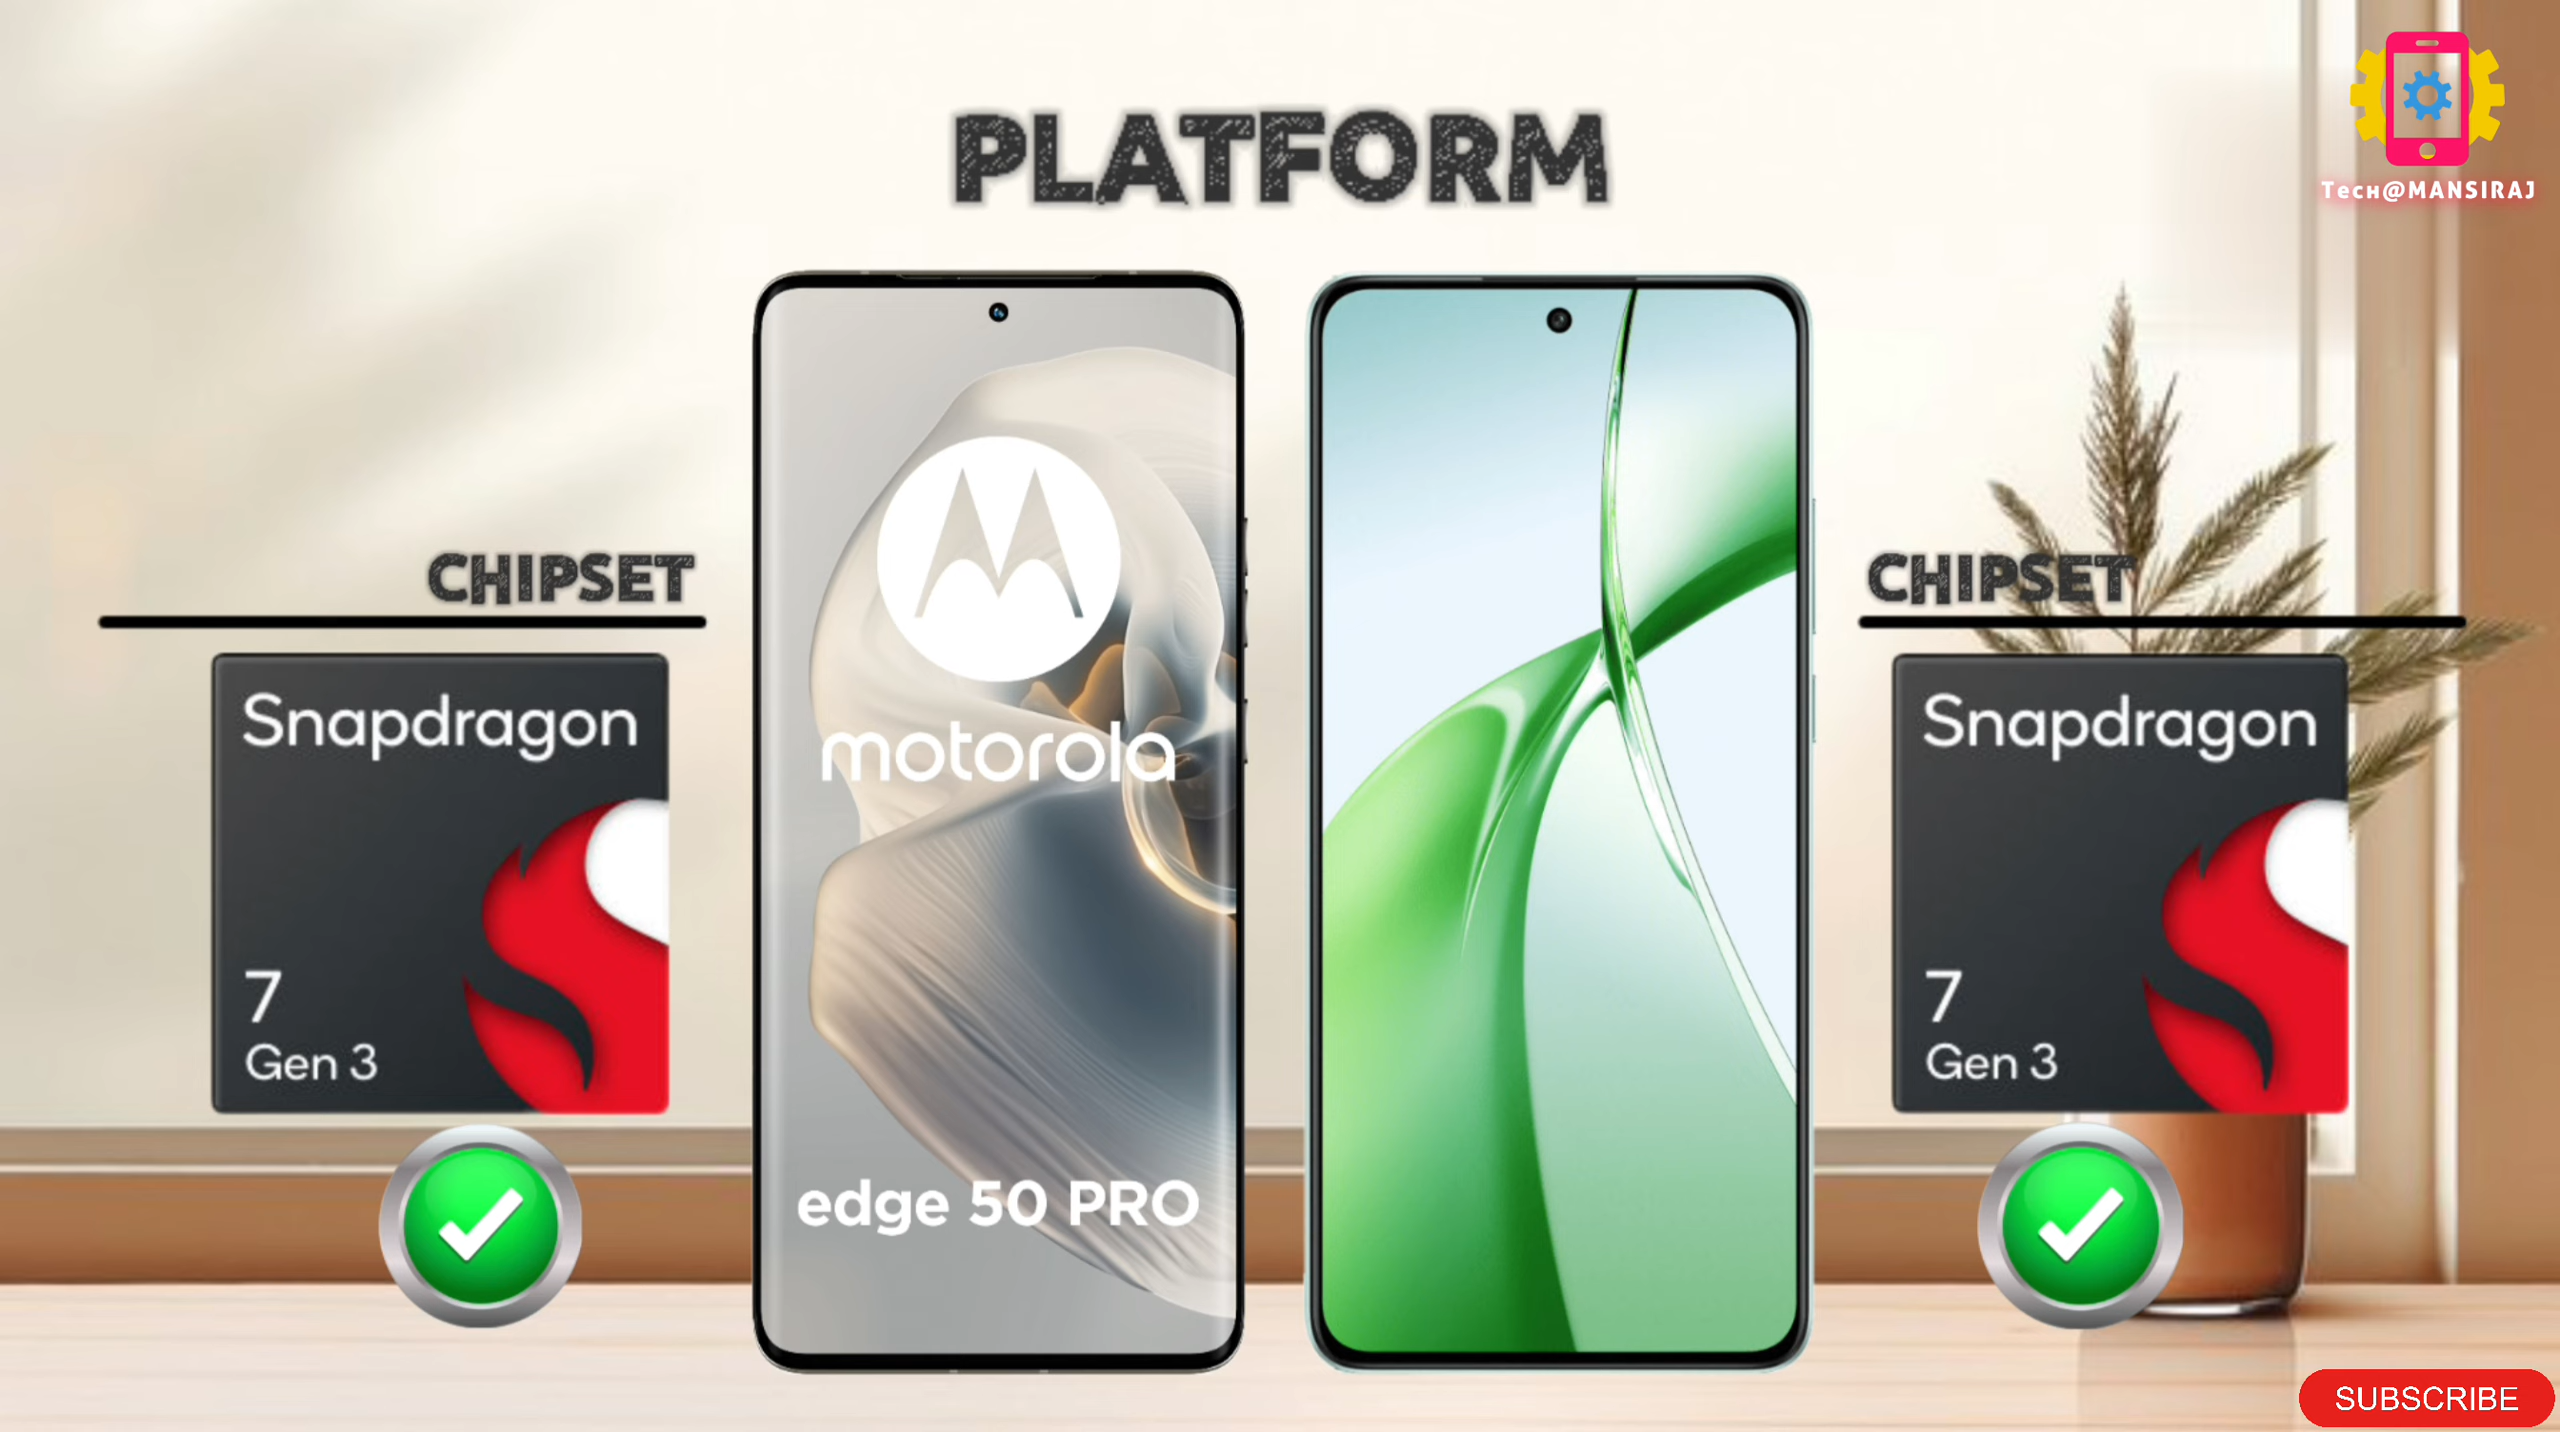 PLATFORM
Tech@MANSIRAJ
CHIPSET
Snapdragon
7
Gen 3
motorola
edge 50 PRO
CHIPSET
Snapdragon
7
Gen 3
SUBSCRIBE